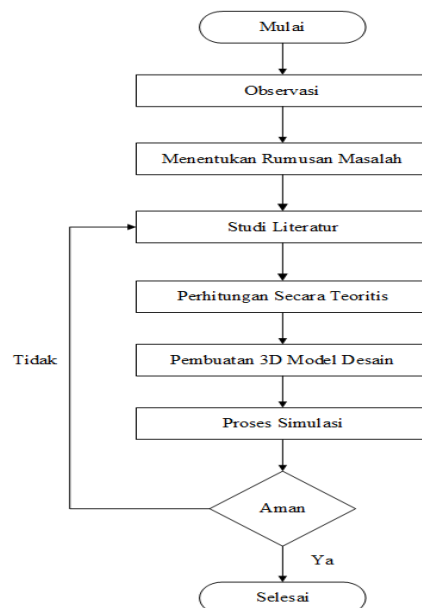 Mulai
Observasi
Menentukan Rumusan Masalah
Studi Literatur
Perhitungan Secara Teoritis
Tidak
Pembuatan 3D Model Desain
Proses Simulasi
Aman
Ya
Selesai